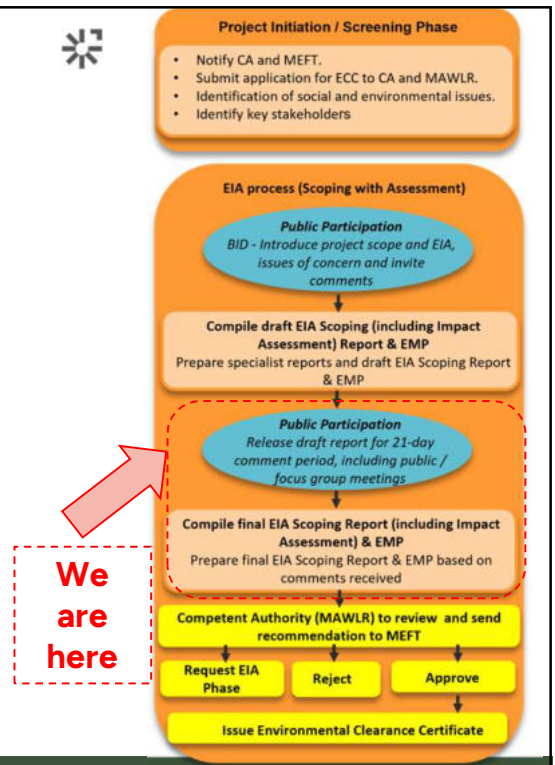 Project Initiation / Screening Phase
• Notify CA and MEFT.
• Submit application for ECC to CA and MAWLR.
• Identification of social and environmental issues.
• Identify key stakeholders
EIA process (Scoping with Assessment)
Public Participation
BID - Introduce project scope and EIA,
issues of concern and invite
comments
Compile draft EIA Scoping (including Impact
Assessment) Report & EMP
Prepare specialist reports and draft EIA Scoping Report
& EMP
Public Participation
Release draft report for 21-day
comment period, including public /
focus group meetings
Compile final EIA Scoping Report (including Impact
Assessment) & EMP
Prepare final EIA Scoping Report & EMP based on
comments received
We
are
here
Competent Authority (MAWLR) to review and send
recommendation to MEFT
Request EIA
Phase
Reject
Approve
Issue Environmental Clearance Certificate